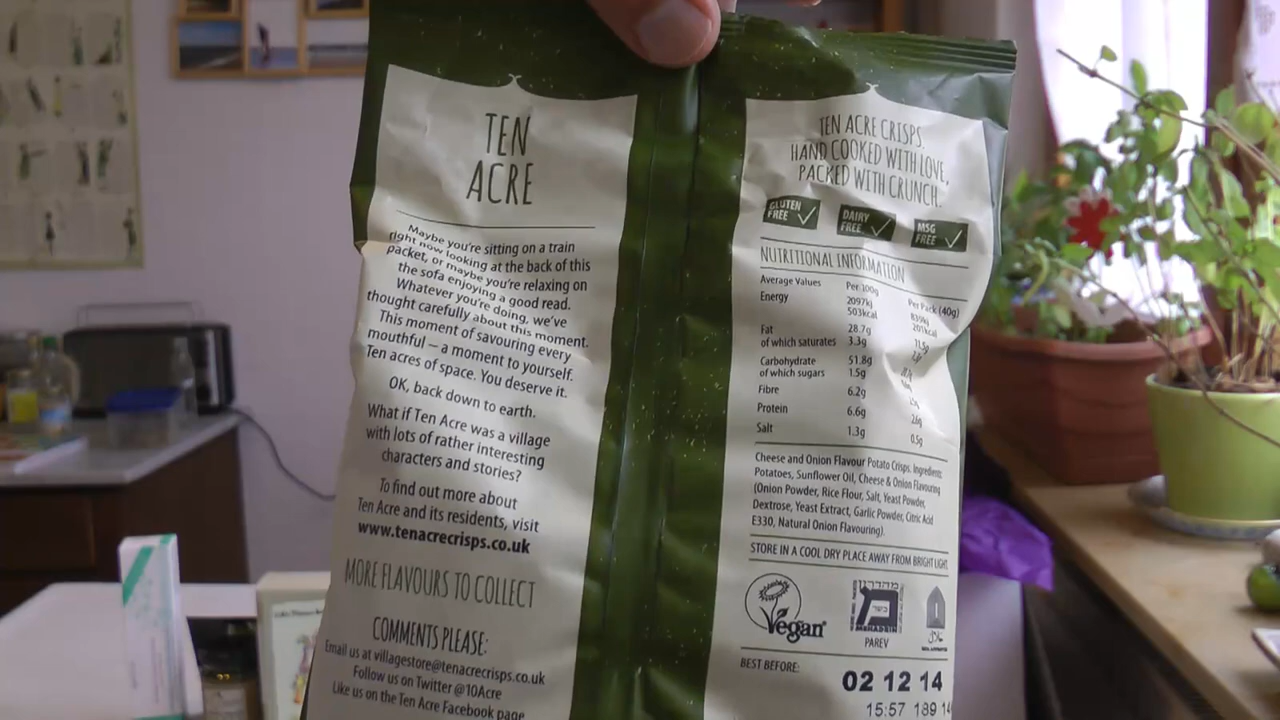 TEN
ACRE
Maybe you're sitting on a train
right now looking at the back of this
packet, or maybe you're relaxing on
the sofa enjoying a good read.
Whatever you're doing, we've
thought carefully about this moment.
This moment of savouring every
mouthful – a moment to yourself.
Ten acres of space. You deserve it.
OK, back down to earth.
What if Ten Acre was a village
with lots of rather interesting
characters and stories?
To find out more about
Ten Acre and its residents, visit
www.tenacrecrisps.co.uk
MORE FLAVOURS TO COLLECT
COMMENTS PLEASE:
Email us at villagestore@tenacrecrisps.co.uk
Follow us on Twitter @10Acre
Like us on the Ten Acre Facebook page
TEN ACRE CRISPS.
HAND COOKED WITH LOVE,
PACKED WITH CRUNCH.
GLUTEN FREE
DAIRY FREE
MSG FREE
NUTRITIONAL INFORMATION
Average Values Per 100g Per Pack (40g)
Energy 2097kJ 839kJ
503kcal 201kcal
Fat 28.7g 11.5g
of which saturates 3.3g
Carbohydrate 51.8g
of which sugars 1.5g
Fibre 6.2g
Protein 6.6g
Salt 1.3g 0.5g
Cheese and Onion Flavour Potato Crisps. Ingredients:
Potatoes, Sunflower Oil, Cheese & Onion Flavouring
(Onion Powder, Rice Flour, Salt, Yeast Powder,
Dextrose, Yeast Extract, Garlic Powder, Citric Acid
E330, Natural Onion Flavouring).
STORE IN A COOL DRY PLACE AWAY FROM BRIGHT LIGHT.
Vegan
מהדרין
כשר
MEHADRIN
PAREV
BEST BEFORE:
02 12 14
15:57 189 14